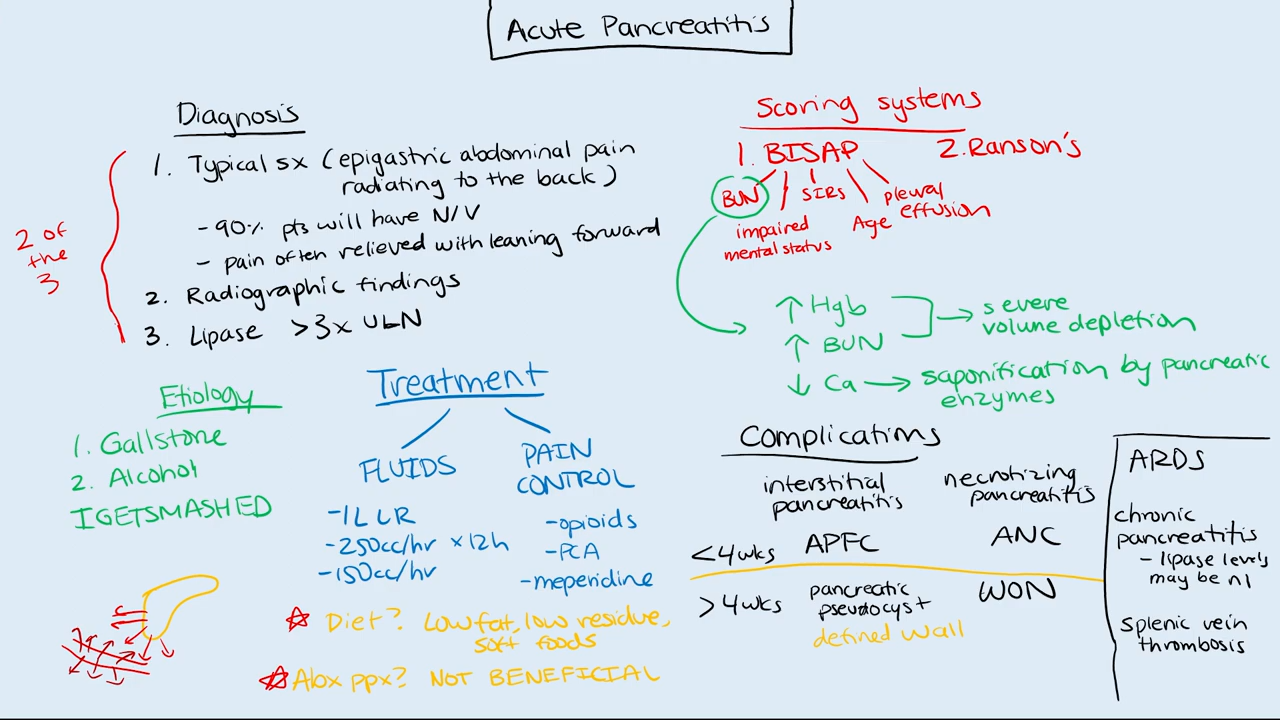 Acute Pancreatitis
Diagnosis
2 of
the
3
1. Typical sx (epigastric abdominal pain
radiating to the back)
- 90% pts will have N/V
- pain often relieved with leaning forward
2. Radiographic findings
3. Lipase >3x ULN
Scoring systems
1. BISAP
2. Ranson's
BUN
impaired
mental status
SIRS
Age
pleural
effusion
↑ Hgb
↑ BUN
→ severe
volume depletion
↓ Ca → saponification by pancreatic
enzymes
Etiology
1. Gallstone
2. Alcohol
IGETSMASHED
Treatment
FLUIDS
-1L LR
-250cc/hr x 12h
-150cc/hr
PAIN
CONTROL
-opioids
-PCA
-meperidine
Diet? Low fat, low residue,
soft foods
Abx ppx? NOT BENEFICIAL
Complications
interstitial
pancreatitis
necrotizing
pancreatitis
<4wks APFC ANC
>4wks pancreatic
pseudocyst
WON
defined wall
ARDS
chronic
pancreatitis
- lipase levels
may be nl
splenic vein
thrombosis